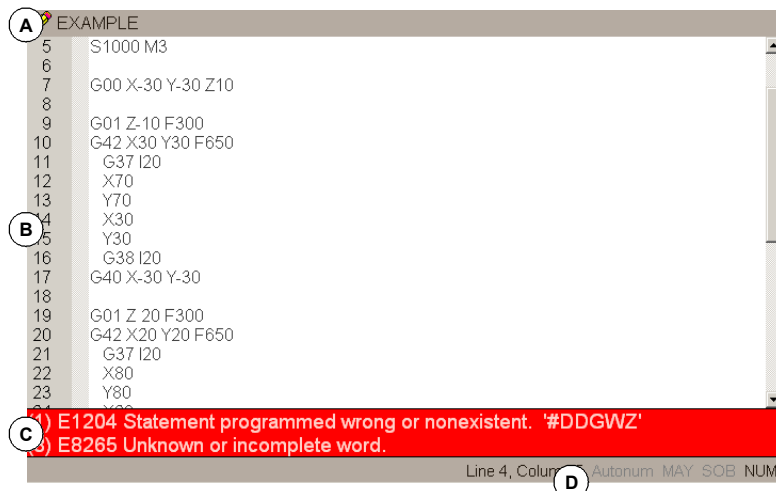 A EXAMPLE
5 S1000 M3
6
7 G00 X-30 Y-30 Z10
8
9 G01 Z-10 F300
10 G42 X30 Y30 F650
11 G37 I20
12 X70
13 Y70
14 X30
B
15 Y30
16 G38 I20
17 G40 X-30 Y-30
18
19 G01 Z 20 F300
20 G42 X20 Y20 F650
21 G37 I20
22 X80
23 Y80
(1) E1204 Statement programmed wrong or nonexistent. '#DDGWZ'
C
E8265 Unknown or incomplete word.
Line 4, Autonum MAY SOB NUM
D